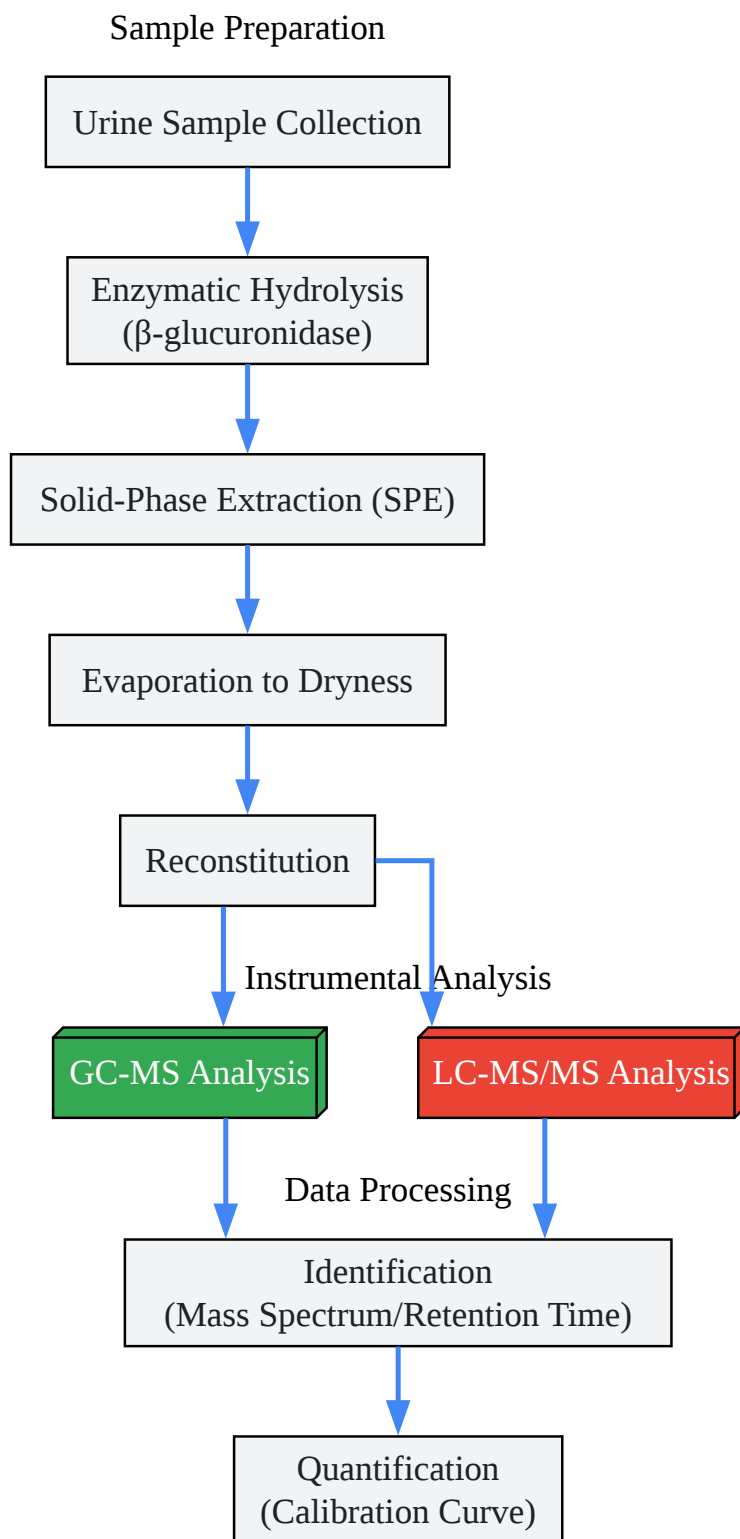 Sample Preparation
Urine Sample Collection
Enzymatic Hydrolysis
(β-glucuronidase)
Solid-Phase Extraction (SPE)
Evaporation to Dryness
Reconstitution
Instrumental Analysis
GC-MS Analysis
LC-MS/MS Analysis
Data Processing
Identification
(Mass Spectrum/Retention Time)
Quantification
(Calibration Curve)